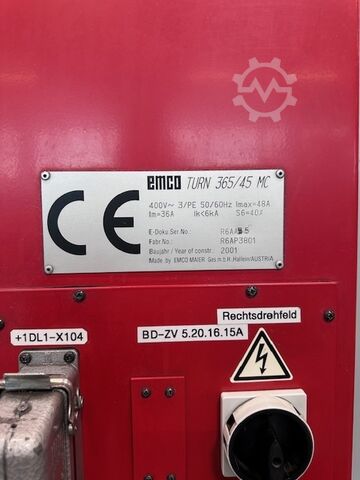 emco TURN 365/45 MC
400V~ 3/PE 50/60Hz Imax=48A
Im=36A Ik<6kA S6=40%
E-Doku Ser.No.:
Fabr.No.: R6AP3801
Baujahr / Year of constr.: 2001
Made by EMCO MAIER Ges.m.b.H. Hallein/AUSTRIA
CE
Rechtsdrehfeld
+1DL1-X104
BD-ZV 5.20.16.15A